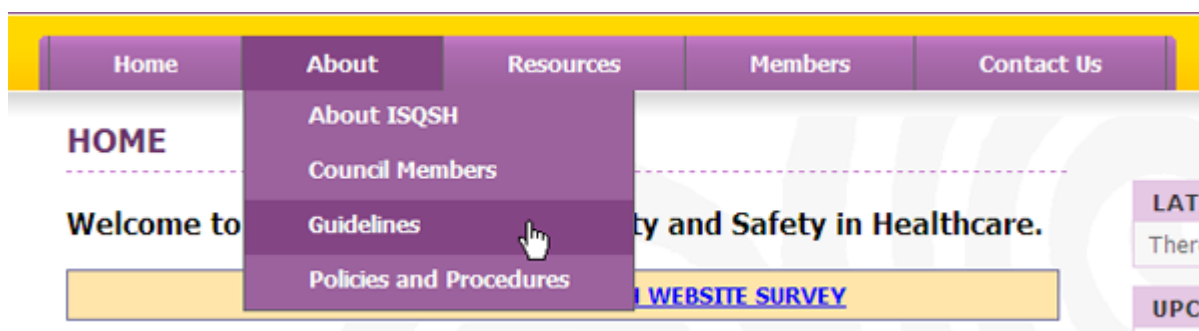 Home About Resources Members Contact Us
About ISQSH
HOME
Council Members
Welcome to ty and Safety in Healthcare.
LAT
Guidelines
Ther
Policies and Procedures
WEBSITE SURVEY
UPC